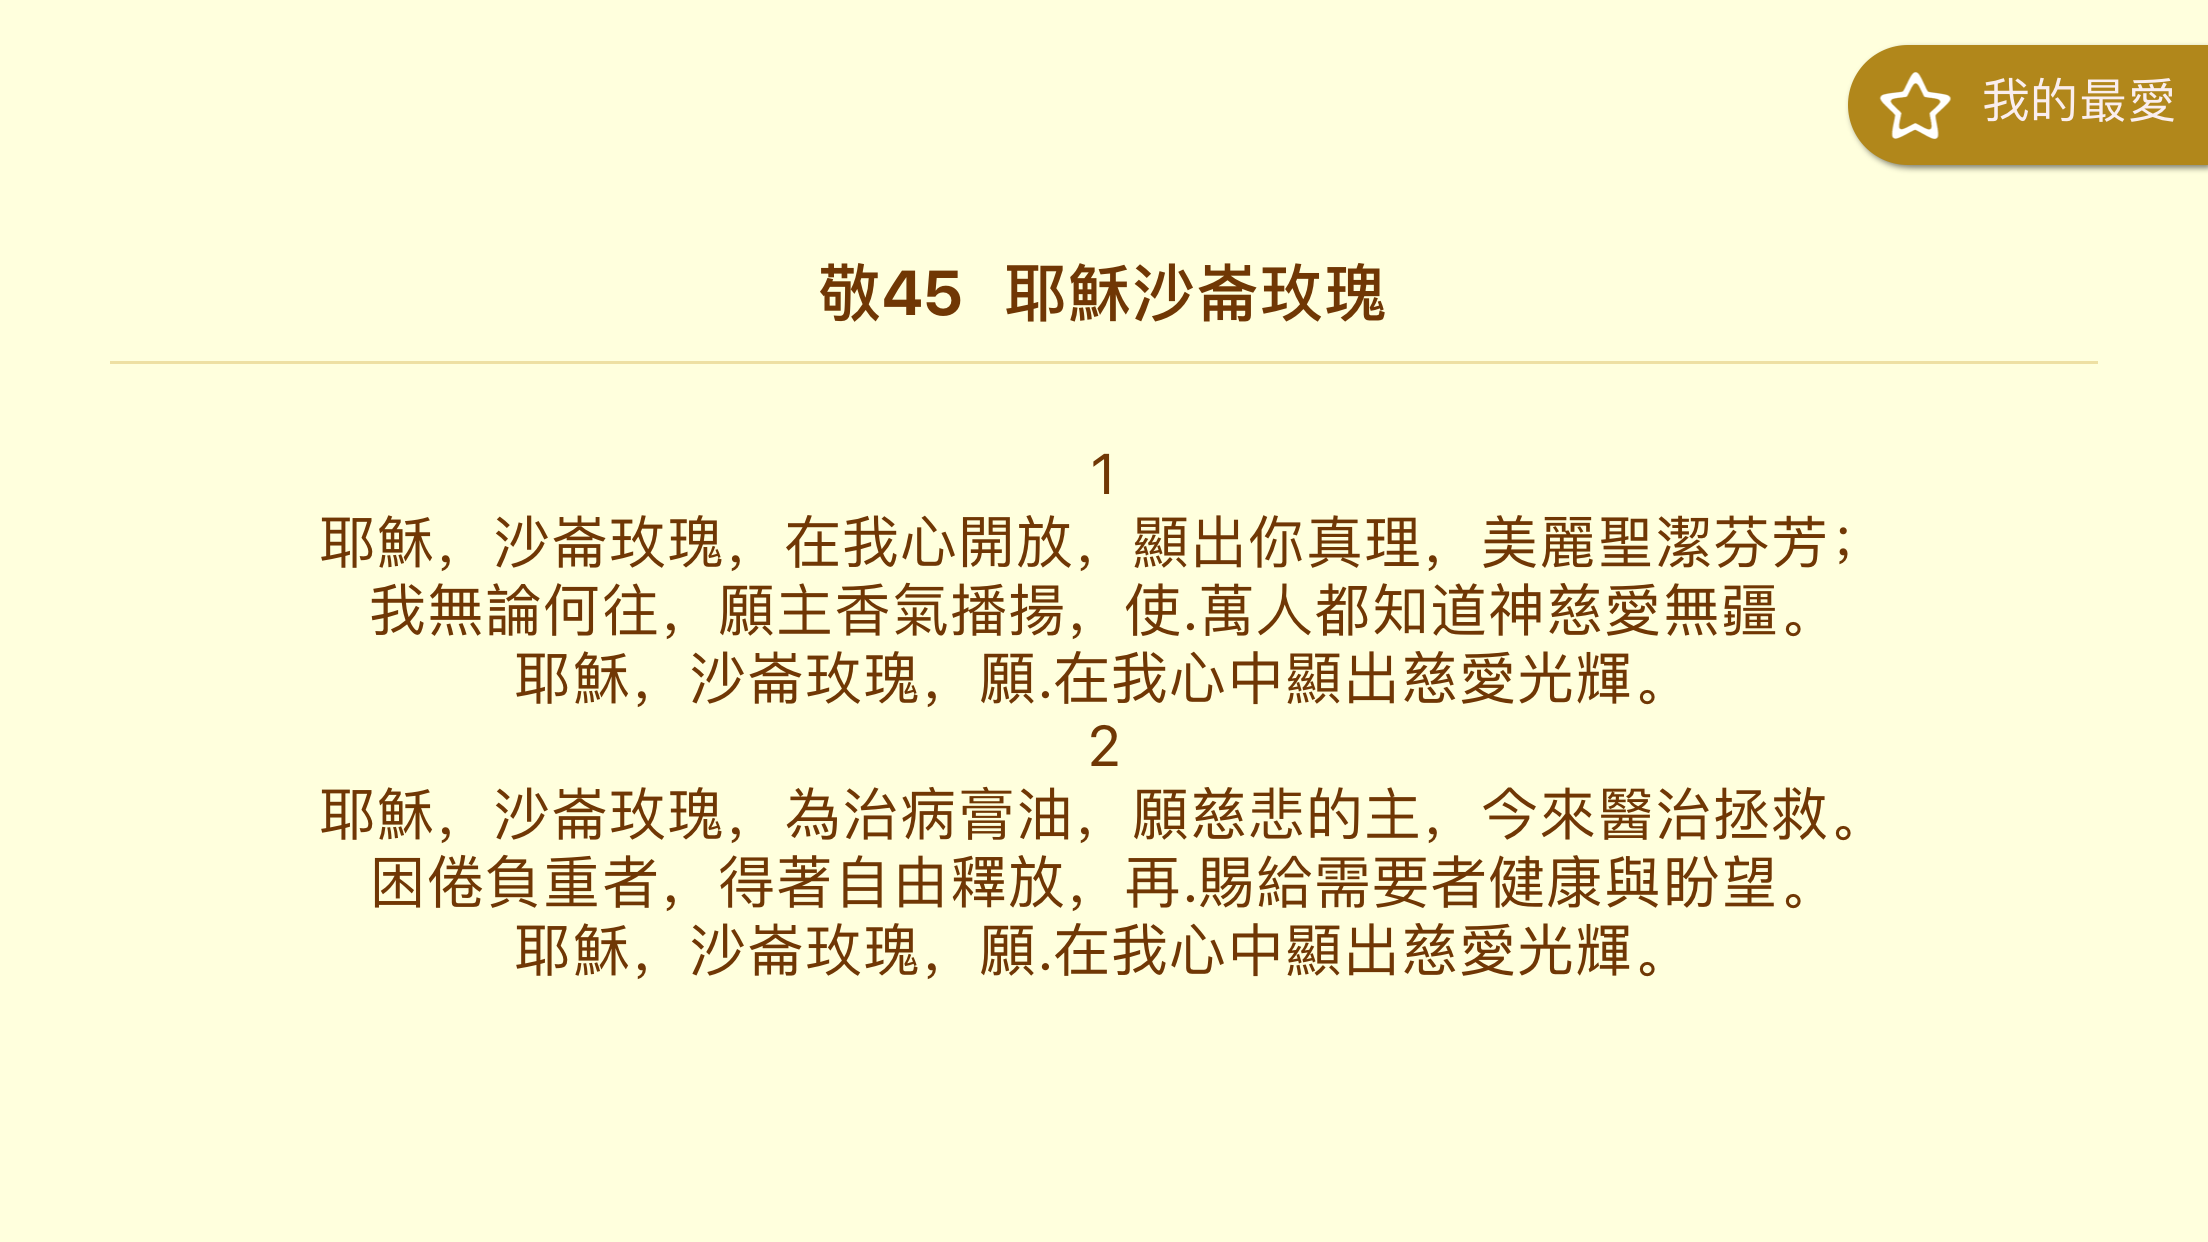 我的最愛
敬45 耶穌沙崙玫瑰
1
耶穌，沙崙玫瑰，在我心開放，顯出你真理，美麗聖潔芬芳；
我無論何往，願主香氣播揚，使.萬人都知道神慈愛無疆。
耶穌，沙崙玫瑰，願.在我心中顯出慈愛光輝。
2
耶穌，沙崙玫瑰，為治病膏油，願慈悲的主，今來醫治拯救。
困倦負重者，得著自由釋放，再.賜給需要者健康與盼望。
耶穌，沙崙玫瑰，願.在我心中顯出慈愛光輝。